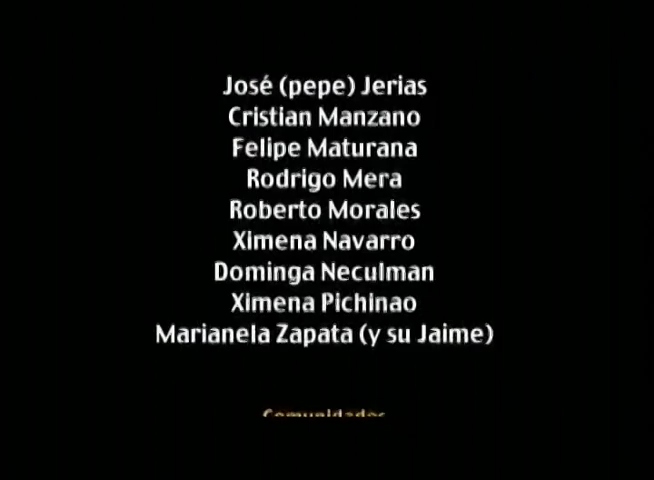 José (pepe) Jerias
Cristian Manzano
Felipe Maturana
Rodrigo Mera
Roberto Morales
Ximena Navarro
Dominga Neculman
Ximena Pichinao
Marianela Zapata (y su Jaime)
Comunidades